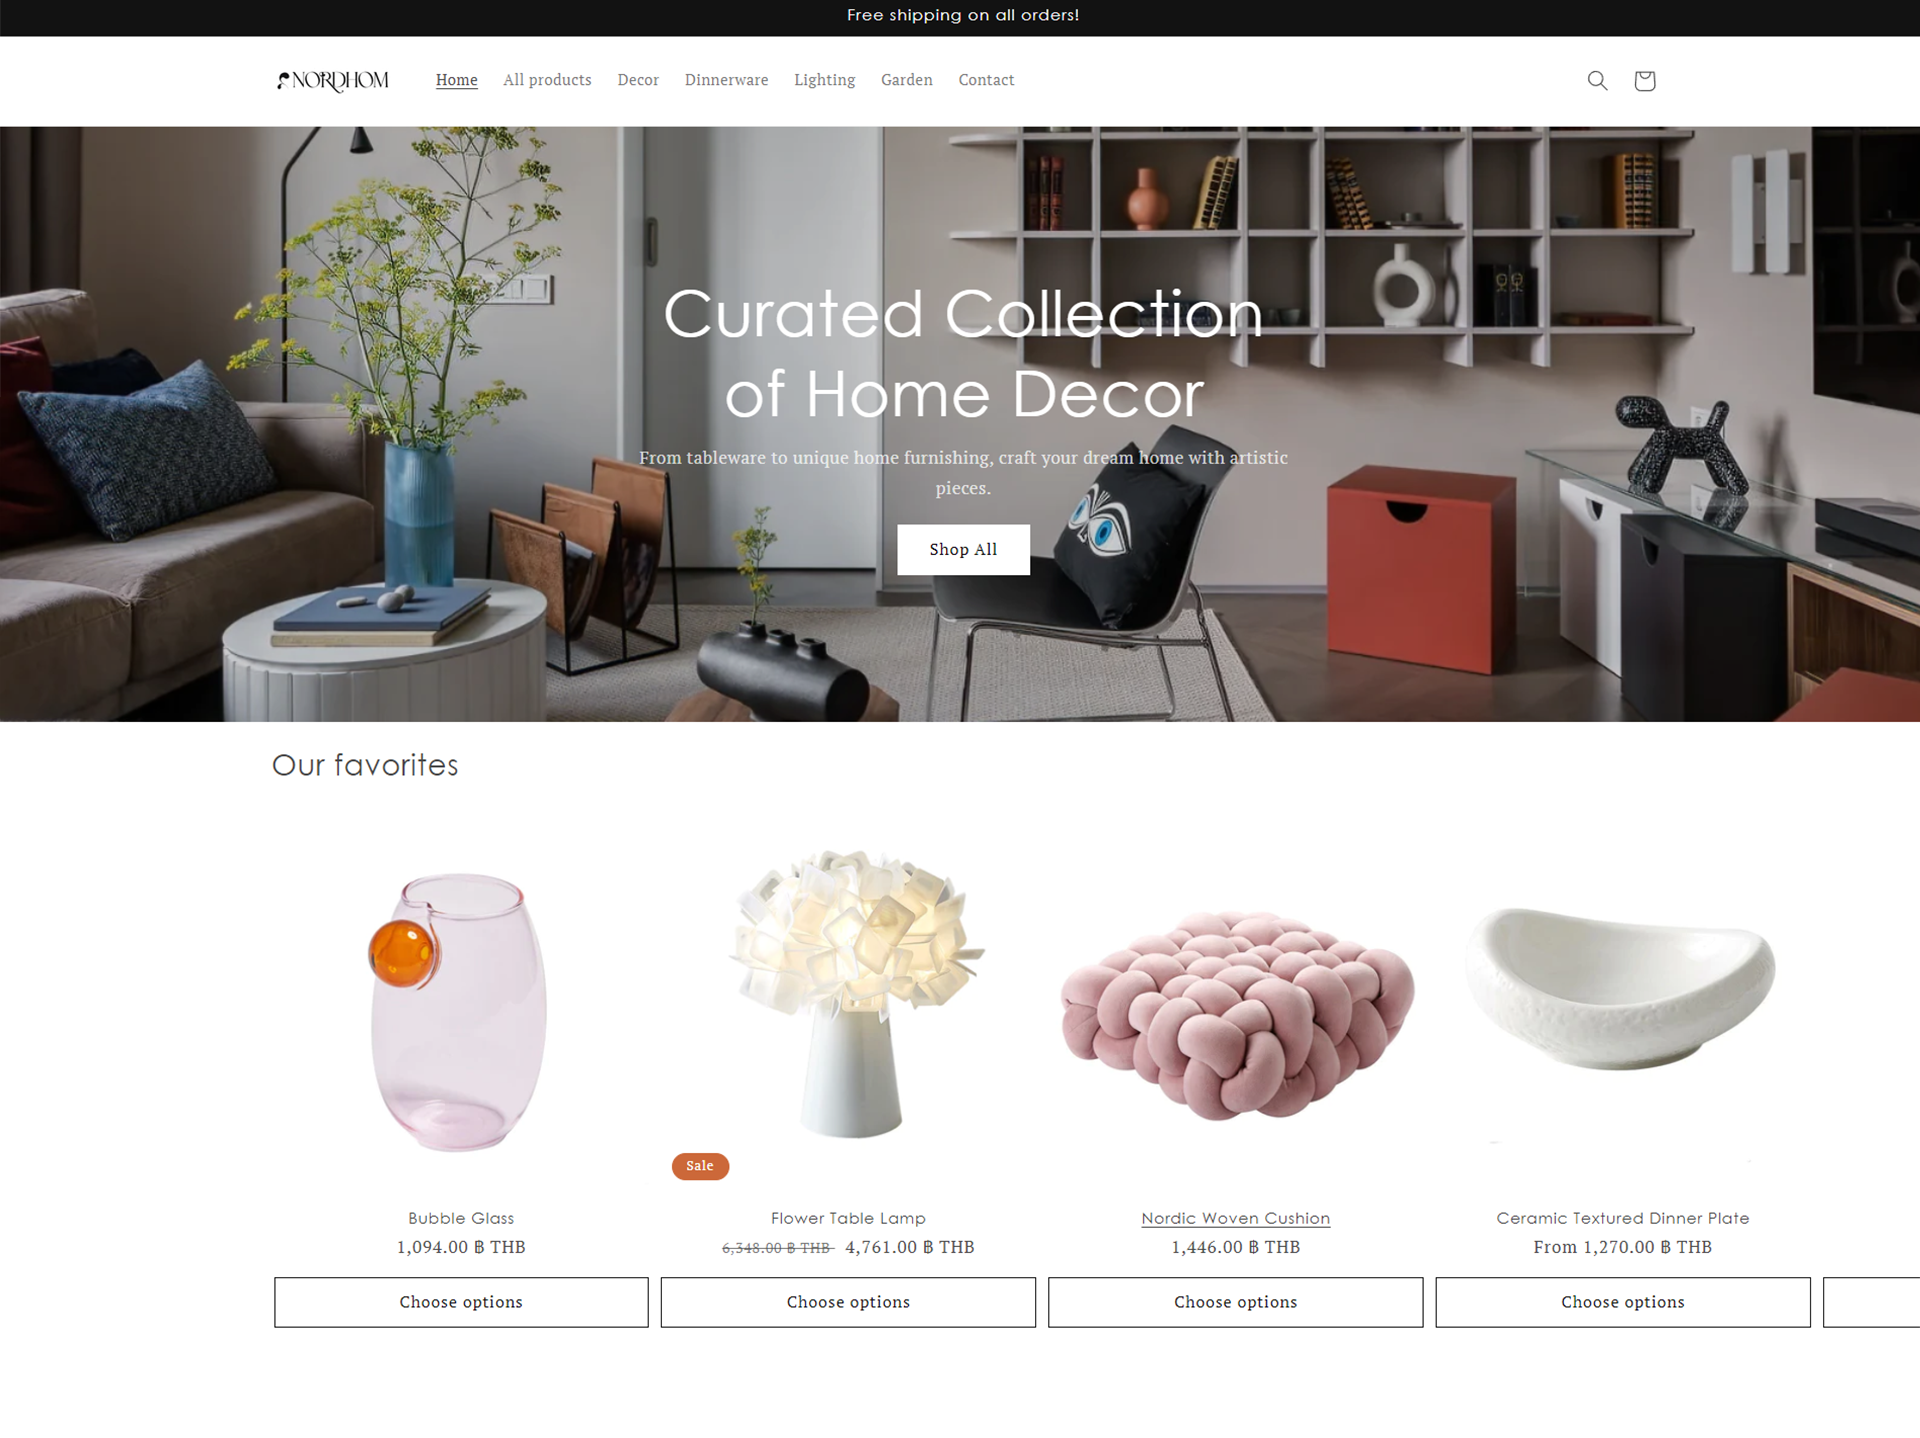 Free shipping on all orders!
NORDHOM
Home All products Decor Dinnerware Lighting Garden Contact
Curated Collection
of Home Decor
From tableware to unique home furnishing, craft your dream home with artistic
pieces.
Shop All
Our favorites
Sale
Bubble Glass
1,094.00 ฿ THB
Choose options
Flower Table Lamp
6,348.00 ฿ THB 4,761.00 ฿ THB
Choose options
Nordic Woven Cushion
1,446.00 ฿ THB
Choose options
Ceramic Textured Dinner Plate
From 1,270.00 ฿ THB
Choose options